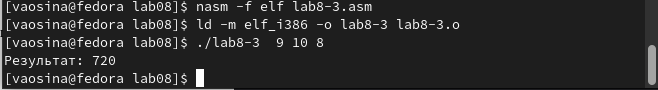 [vaosina@fedora lab08]$ nasm -f elf lab8-3.asm
[vaosina@fedora lab08]$ ld -m elf_i386 -o lab8-3 lab8-3.o
[vaosina@fedora lab08]$ ./lab8-3  9 10 8
Результат: 720
[vaosina@fedora lab08]$